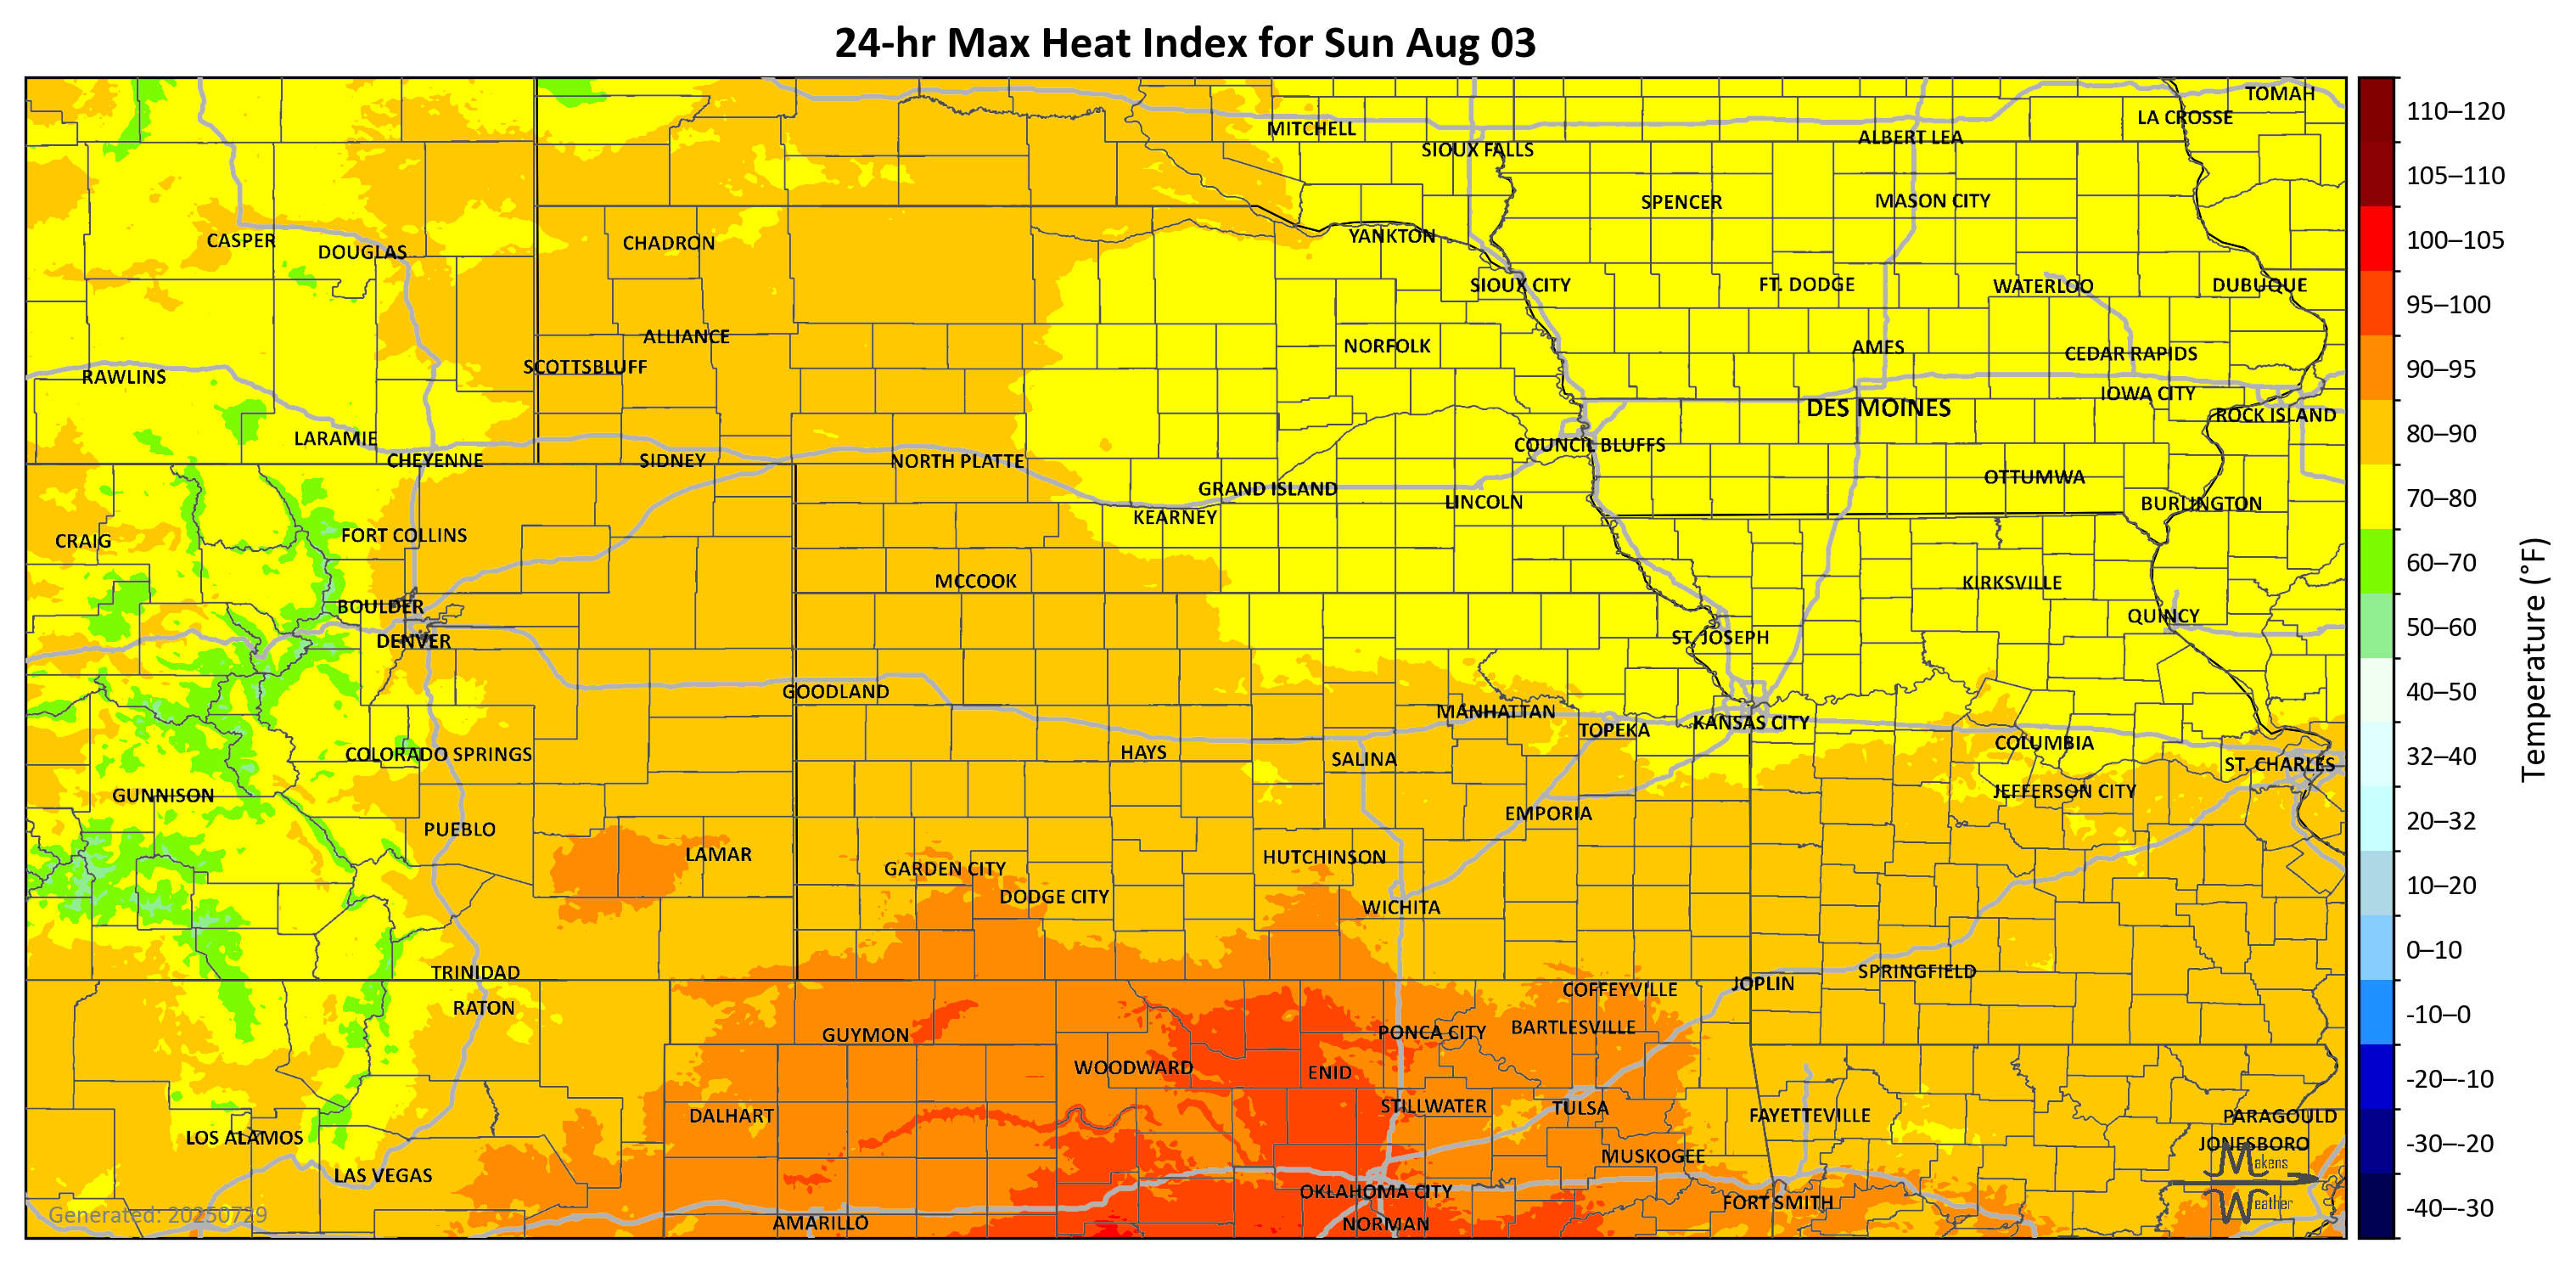 24-hr Max Heat Index for Sun Aug 03
TOMAH
LA CROSSE
MITCHELL
ALBERT LEA
SIOUX FALLS
SPENCER
MASON CITY
CASPER
DOUGLAS
CHADRON
YANKTON
SIOUX CITY
FT. DODGE
WATERLOO
DUBUQUE
ALLIANCE
NORFOLK
AMES
CEDAR RAPIDS
SCOTTSBLUFF
RAWLINS
IOWA CITY
DES MOINES
ROCK ISLAND
LARAMIE
COUNCIL BLUFFS
CHEYENNE
SIDNEY
NORTH PLATTE
OTTUMWA
GRAND ISLAND
LINCOLN
BURLINGTON
KEARNEY
CRAIG
FORT COLLINS
MCCOOK
KIRKSVILLE
BOULDER
QUINCY
DENVER
ST. JOSEPH
GOODLAND
MANHATTAN
TOPEKA
KANSAS CITY
COLUMBIA
COLORADO SPRINGS
HAYS
SALINA
ST. CHARLES
GUNNISON
JEFFERSON CITY
EMPORIA
PUEBLO
LAMAR
HUTCHINSON
GARDEN CITY
DODGE CITY
WICHITA
TRINIDAD
SPRINGFIELD
JOPLIN
COFFEYVILLE
RATON
GUYMON
PONCA CITY
BARTLESVILLE
WOODWARD
ENID
DALHART
STILLWATER
TULSA
FAYETTEVILLE
PARAGOULD
LOS ALAMOS
JONESBORO
MUSKOGEE
LAS VEGAS
OKLAHOMA CITY
FORT SMITH
AMARILLO
NORMAN
Generated: 20250729
Makens
Weather
110–120
105–110
100–105
95–100
90–95
80–90
70–80
60–70
50–60
40–50
32–40
20–32
10–20
0–10
-10–0
-20–-10
-30–-20
-40–-30
Temperature (°F)